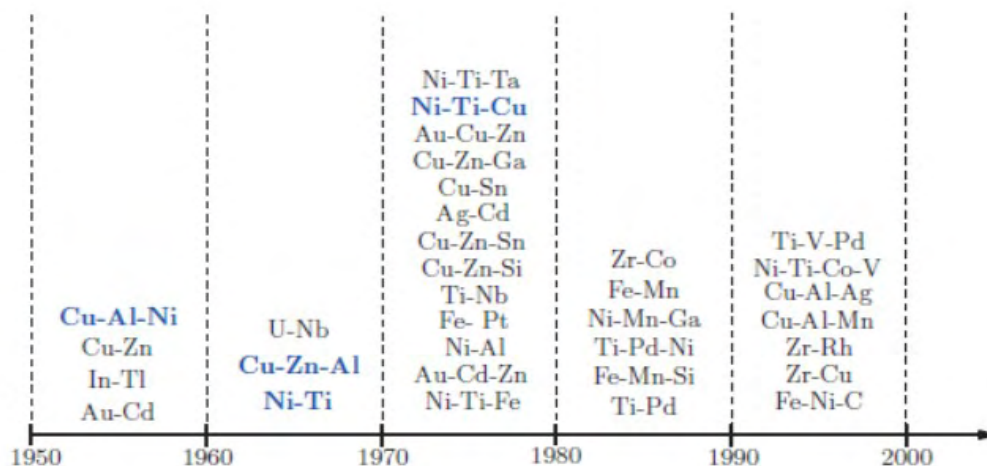 Ni-Ti-Ta
Ni-Ti-Cu
Au-Cu-Zn
Cu-Zn-Ga
Cu-Sn
Ag-Cd
Cu-Zn-Sn
Cu-Zn-Si
Ti-Nb
Fe- Pt
Ni-Al
Au-Cd-Zn
Ni-Ti-Fe
Cu-Al-Ni
Cu-Zn
In-Tl
Au-Cd
U-Nb
Cu-Zn-Al
Ni-Ti
Zr-Co
Fe-Mn
Ni-Mn-Ga
Ti-Pd-Ni
Fe-Mn-Si
Ti-Pd
Ti-V-Pd
Ni-Ti-Co-V
Cu-Al-Ag
Cu-Al-Mn
Zr-Rh
Zr-Cu
Fe-Ni-C
1950 1960 1970 1980 1990 2000